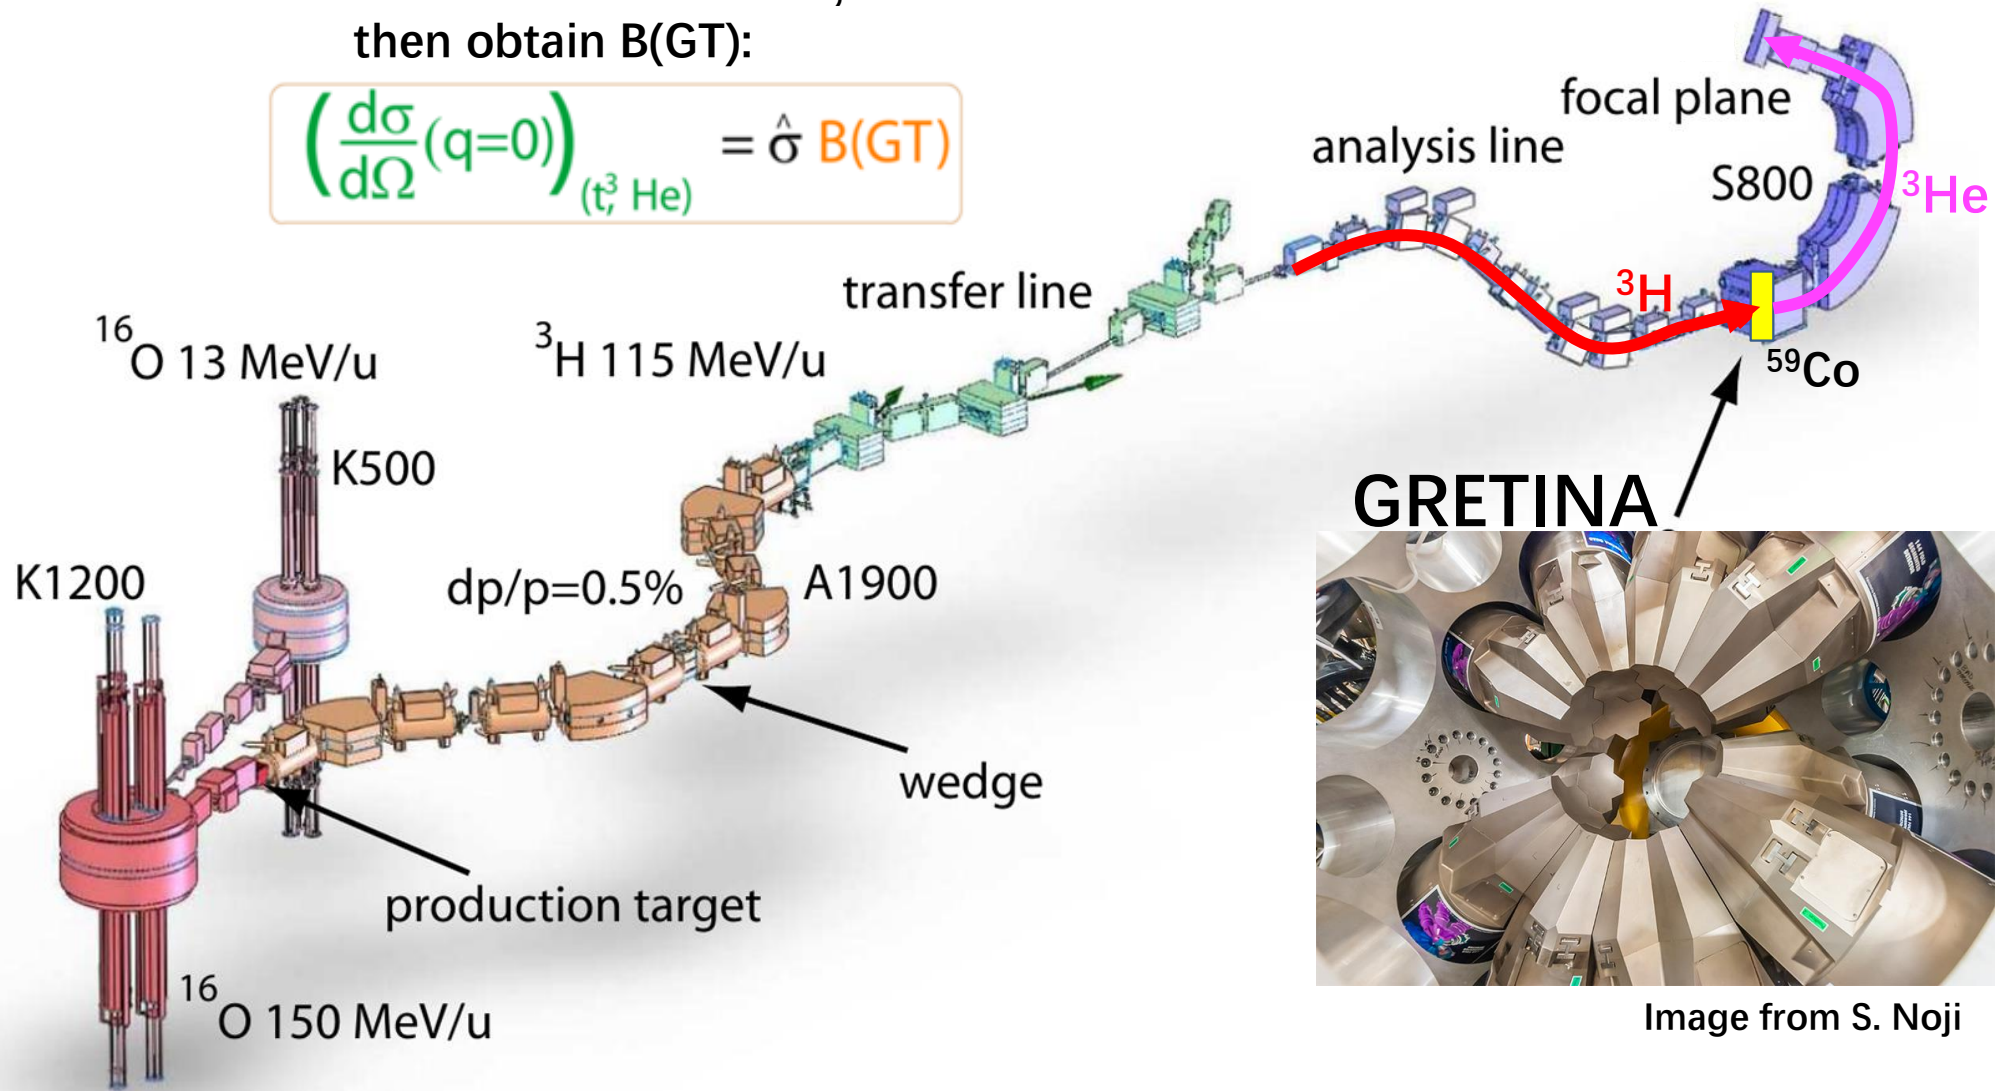 then obtain B(GT):
(dσ/dΩ (q=0))(t,³He) = σ̂ B(GT)
focal plane
analysis line
S800
³He
transfer line
³H
¹⁶O 13 MeV/u
³H 115 MeV/u
⁵⁹Co
K500
GRETINA
K1200
dp/p=0.5%
A1900
wedge
production target
¹⁶O 150 MeV/u
Image from S. Noji